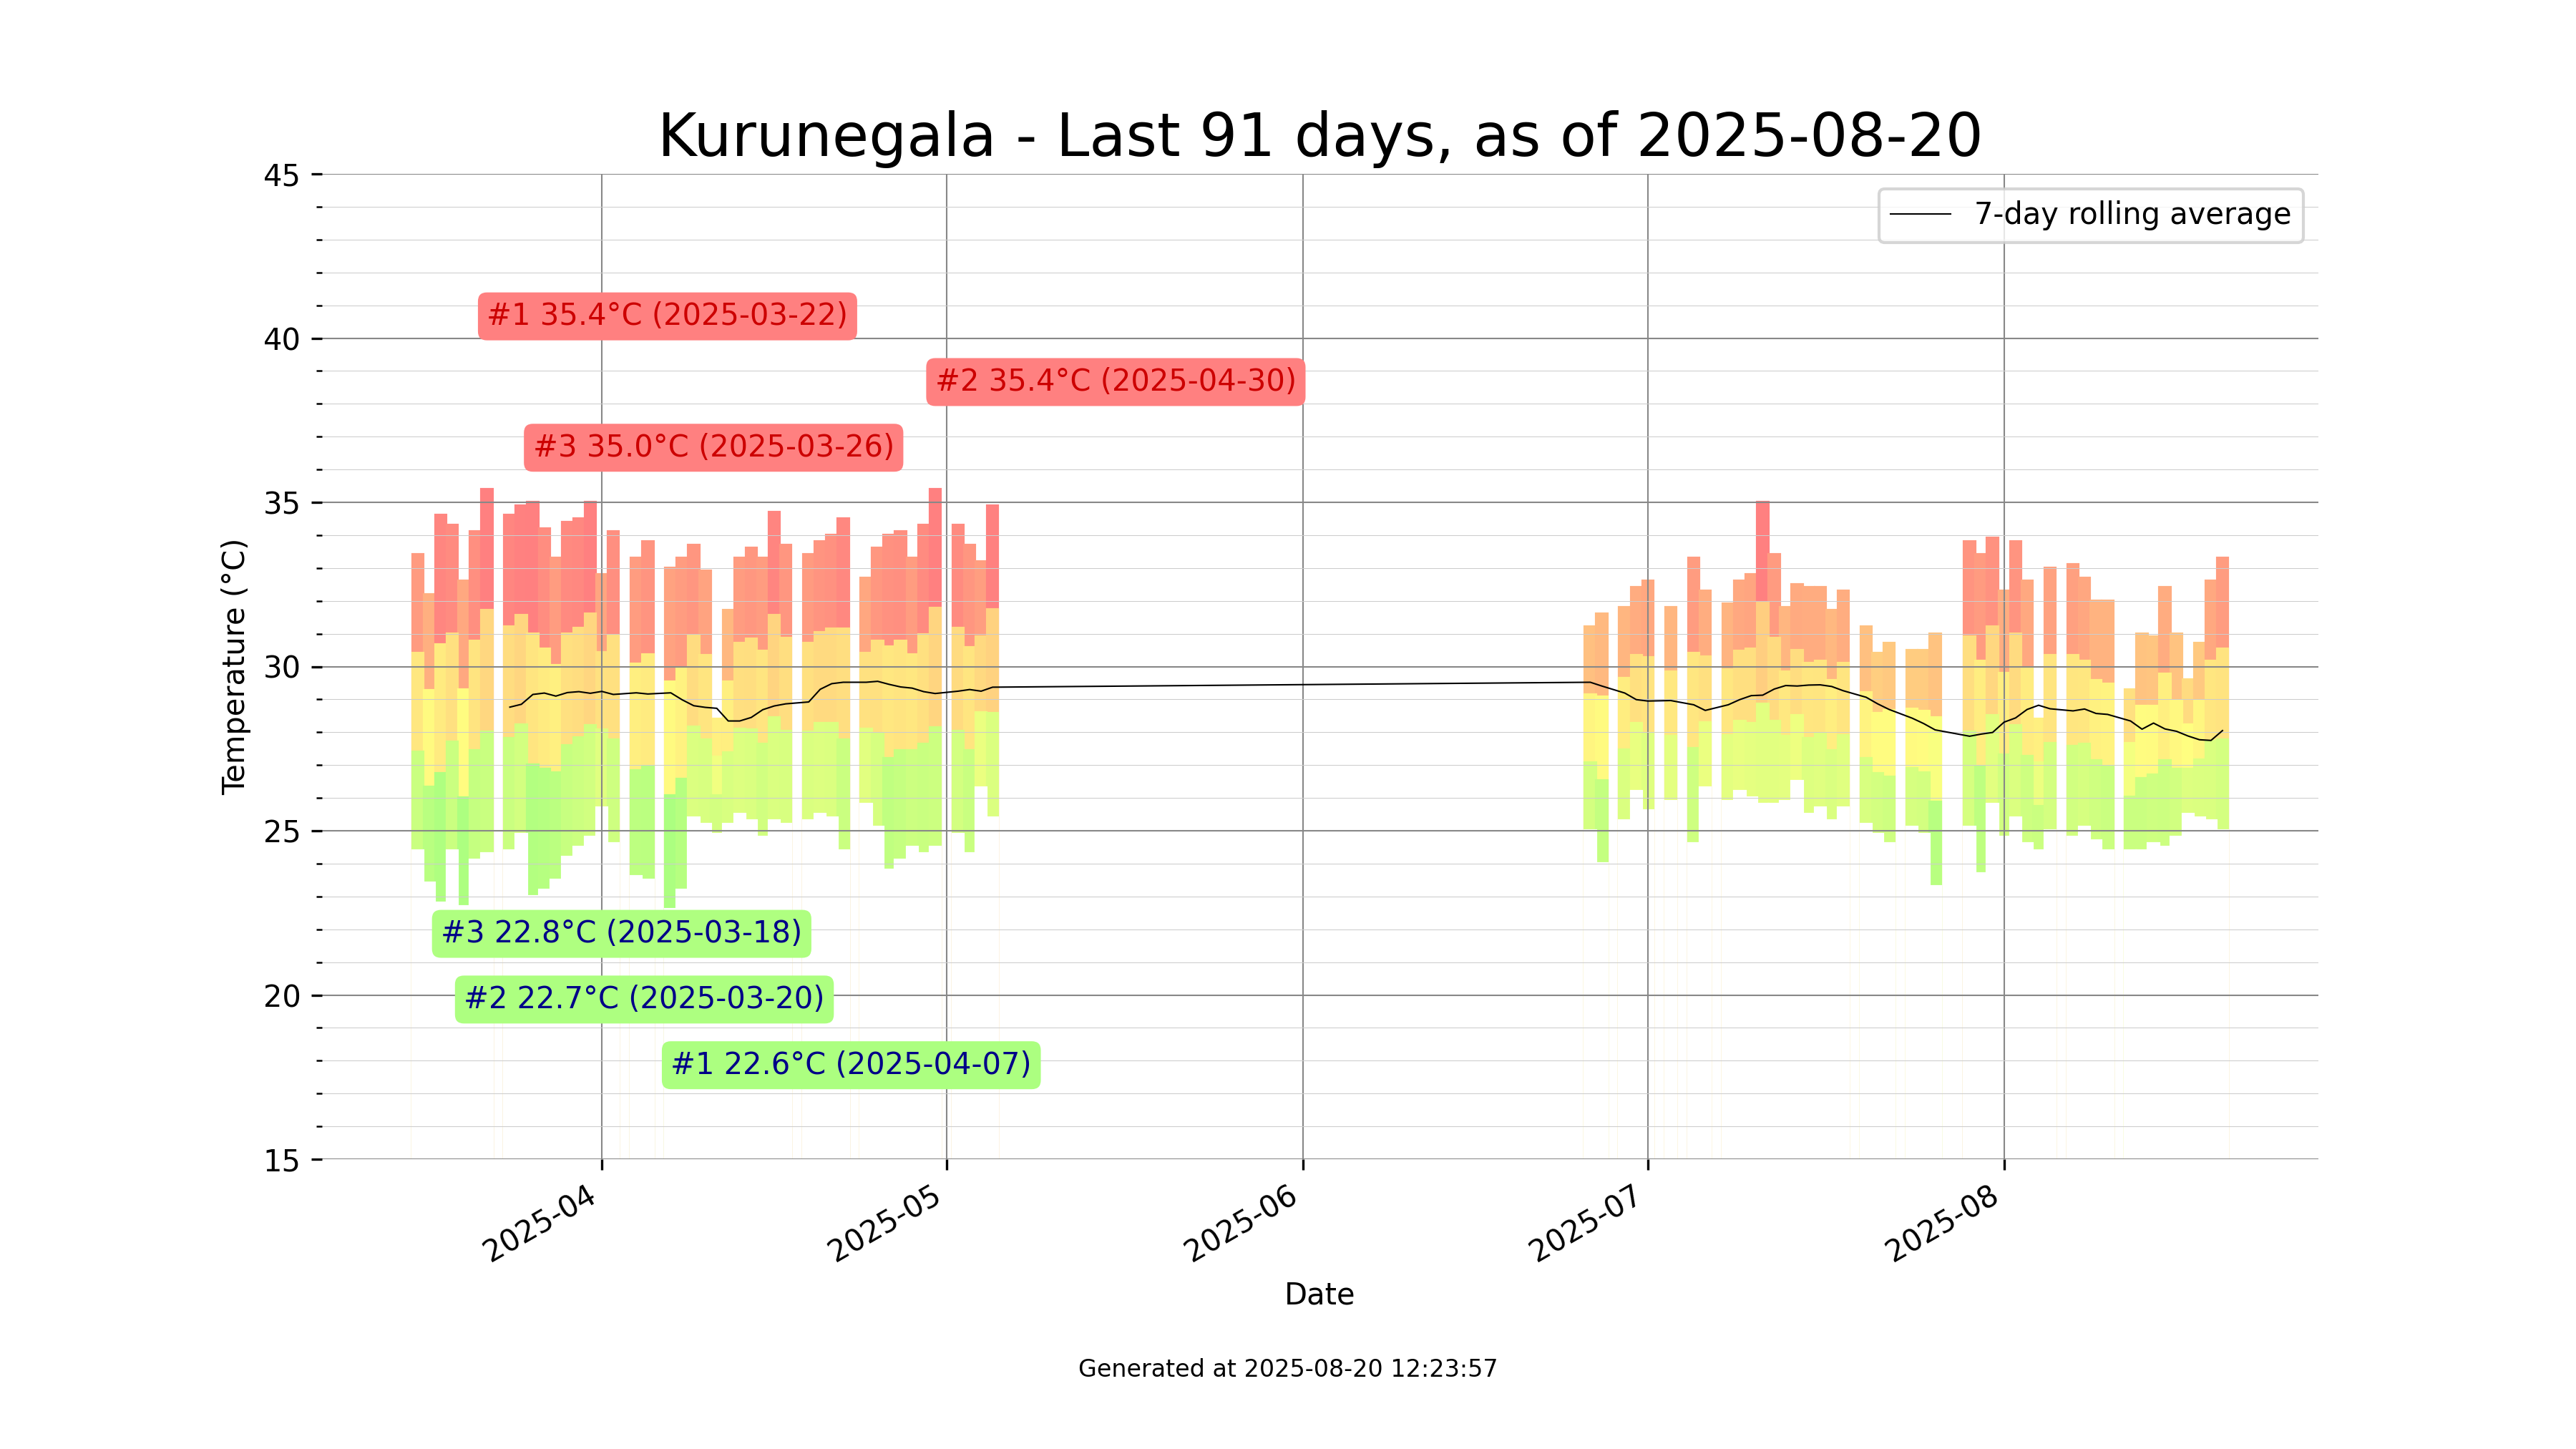 Kurunegala - Last 91 days, as of 2025-08-20
45
7-day rolling average
#1 35.4°C (2025-03-22)
40
#2 35.4°C (2025-04-30)
#3 35.0°C (2025-03-26)
35
30
Temperature (°C)
25
#3 22.8°C (2025-03-18)
20
#2 22.7°C (2025-03-20)
#1 22.6°C (2025-04-07)
15
2025-04
2025-05
2025-06
2025-07
2025-08
Date
Generated at 2025-08-20 12:23:57